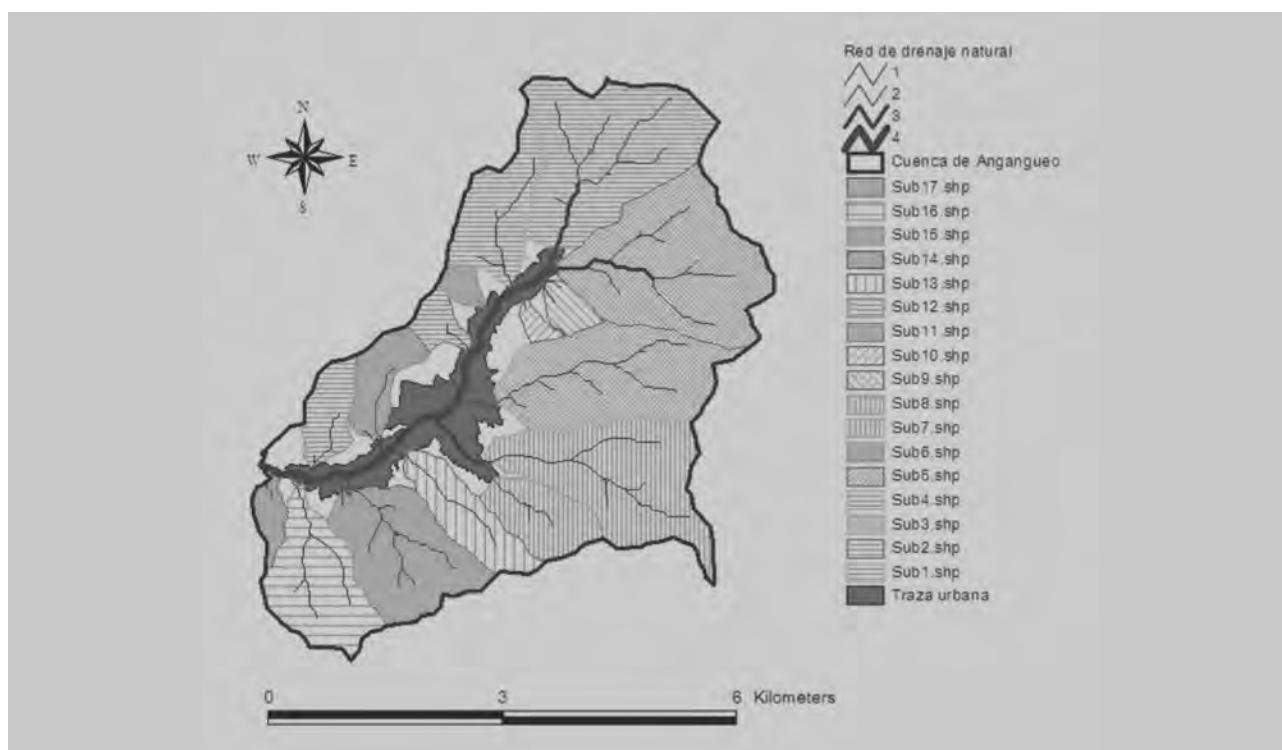 Red de drenaje natural
1
2
3
4
Cuenca de Angangueo
Sub17.shp
Sub16.shp
Sub15.shp
Sub14.shp
Sub13.shp
Sub12.shp
Sub11.shp
Sub10.shp
Sub9.shp
Sub8.shp
Sub7.shp
Sub6.shp
Sub5.shp
Sub4.shp
Sub3.shp
Sub2.shp
Sub1.shp
Traza urbana
N
W E
S
0 3 6 Kilometers